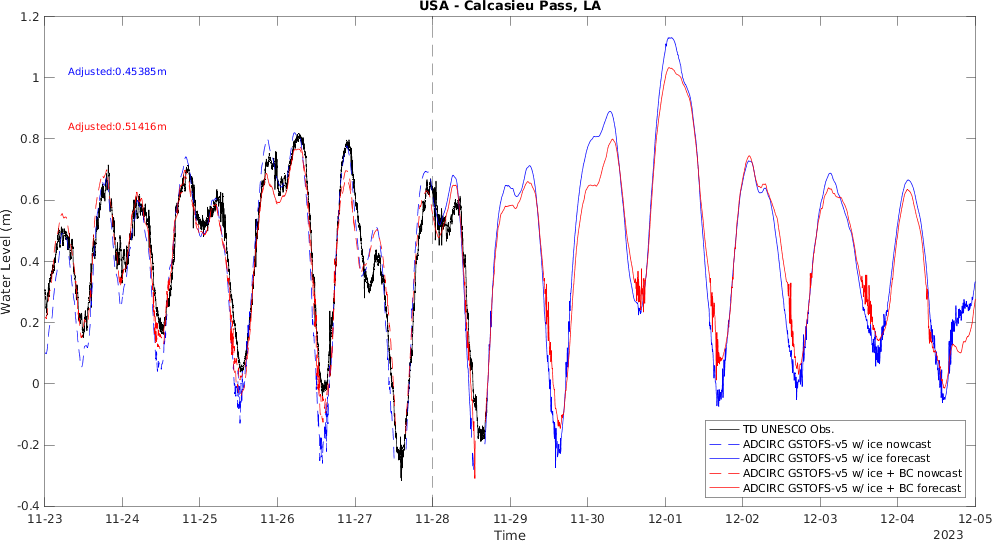 USA - Calcasieu Pass, LA
1.2
1
0.8
0.6
0.4
0.2
0
-0.2
-0.4
Water Level (m)
Adjusted:0.45385m
Adjusted:0.51416m
TD UNESCO Obs.
ADCIRC GSTOFS-v5 w/ ice nowcast
ADCIRC GSTOFS-v5 w/ ice forecast
ADCIRC GSTOFS-v5 w/ ice + BC nowcast
ADCIRC GSTOFS-v5 w/ ice + BC forecast
11-23 11-24 11-25 11-26 11-27 11-28 11-29 11-30 12-01 12-02 12-03 12-04 12-05
Time
2023